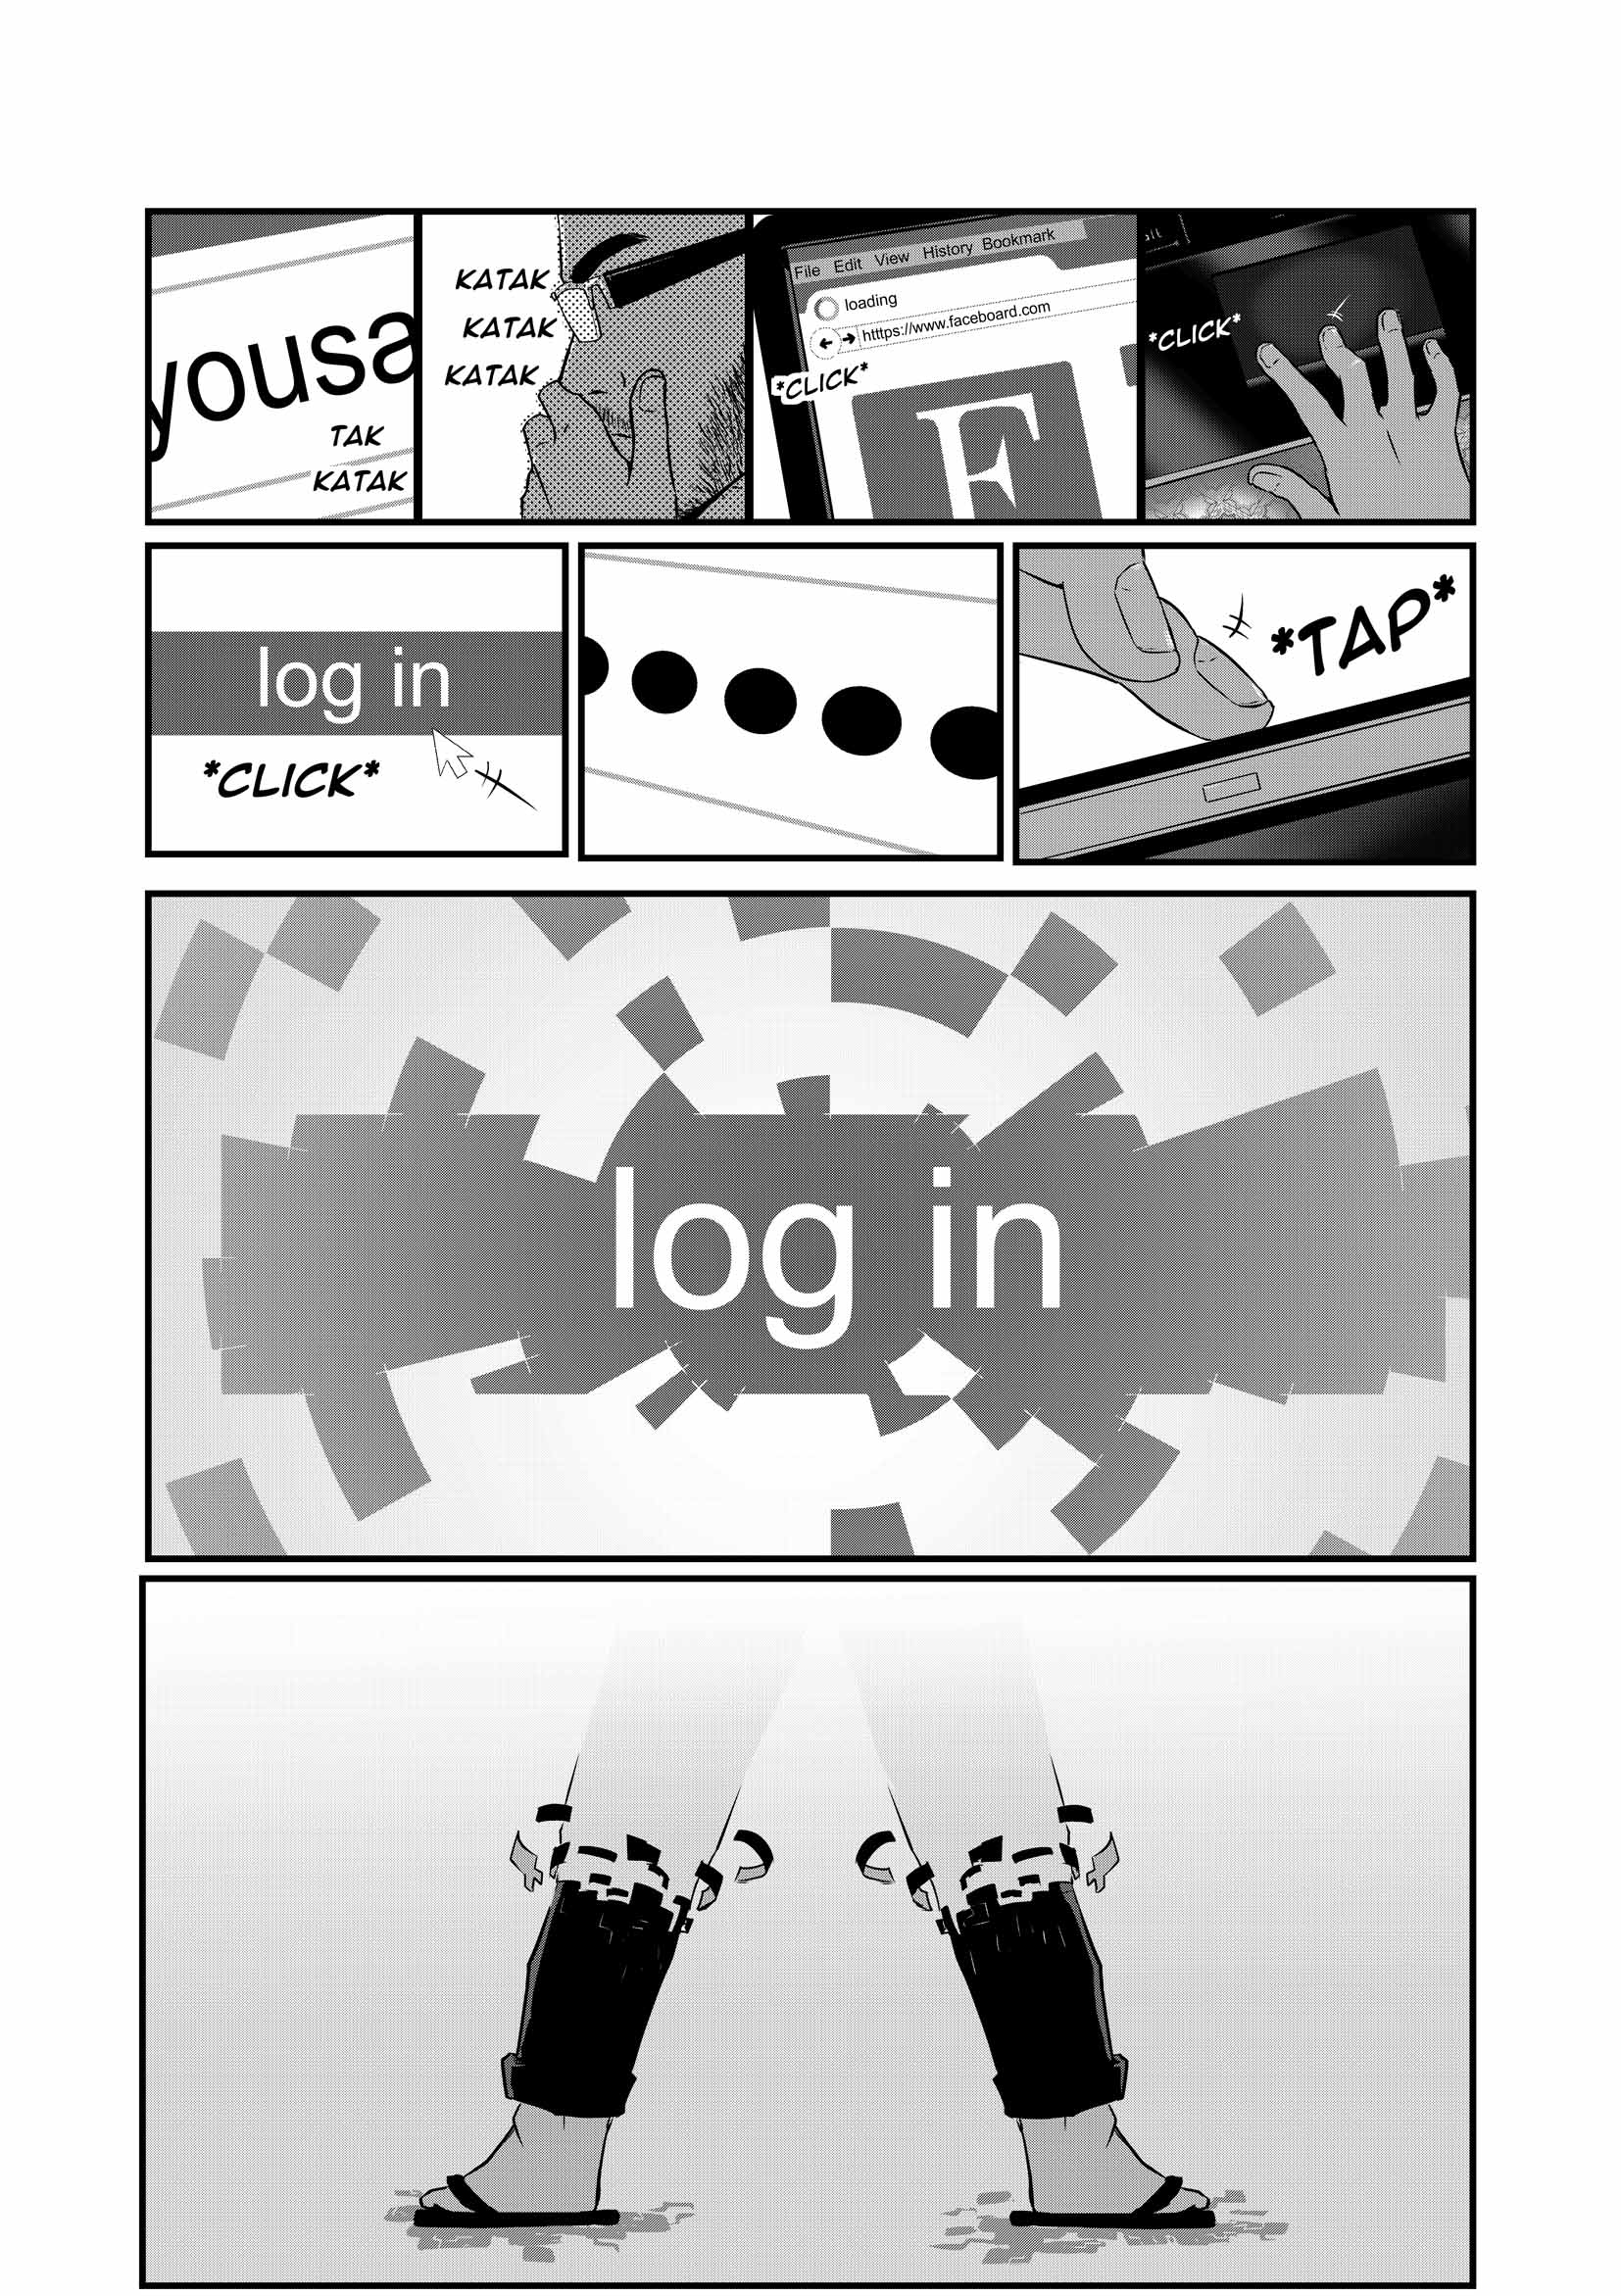 *CLICK*
File Edit View History Bookmark
loading
htttps://www.faceboard.com
*CLICK*
F
KATAK
KATAK
KATAK
yousa
TAK
KATAK
*TAP*
log in
*CLICK*
log in